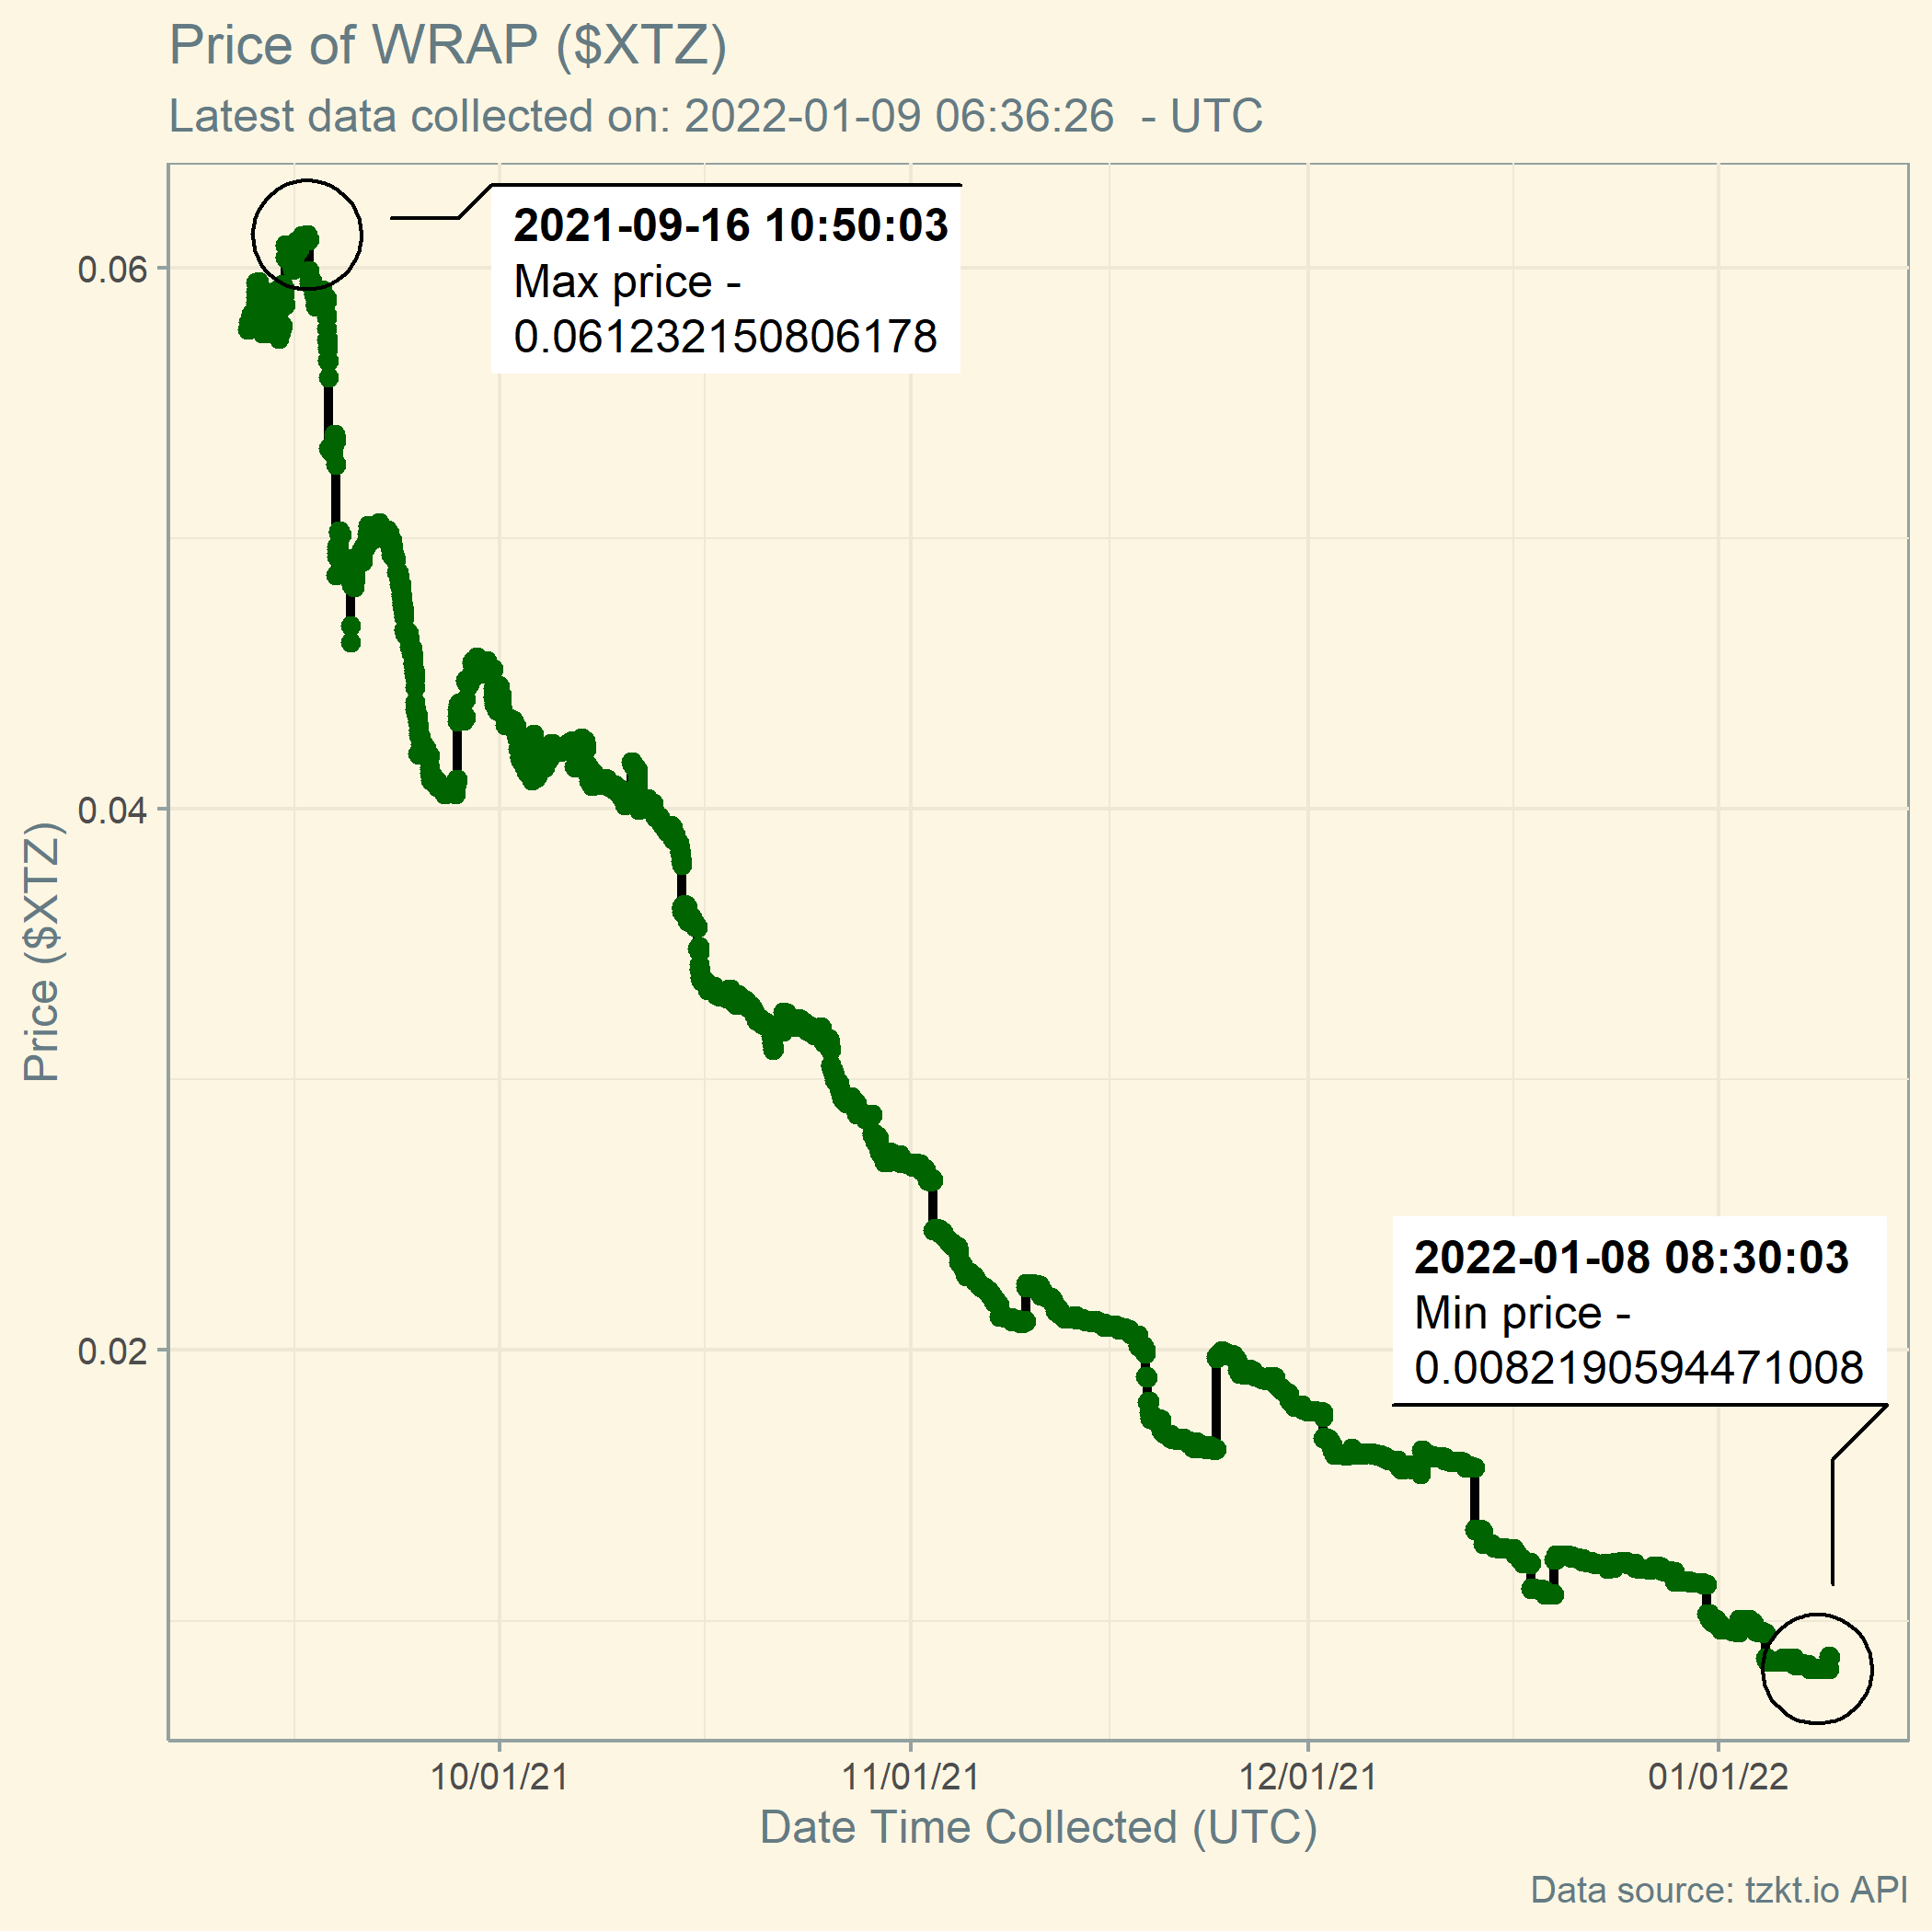 Price of WRAP ($XTZ)
Latest data collected on: 2022-01-09 06:36:26 - UTC
2021-09-16 10:50:03
Max price -
0.0612321508061​78
2022-01-08 08:30:03
Min price -
0.0082190594471008
Price ($XTZ)
0.06
0.04
0.02
10/01/21
11/01/21
12/01/21
01/01/22
Date Time Collected (UTC)
Data source: tzkt.io API